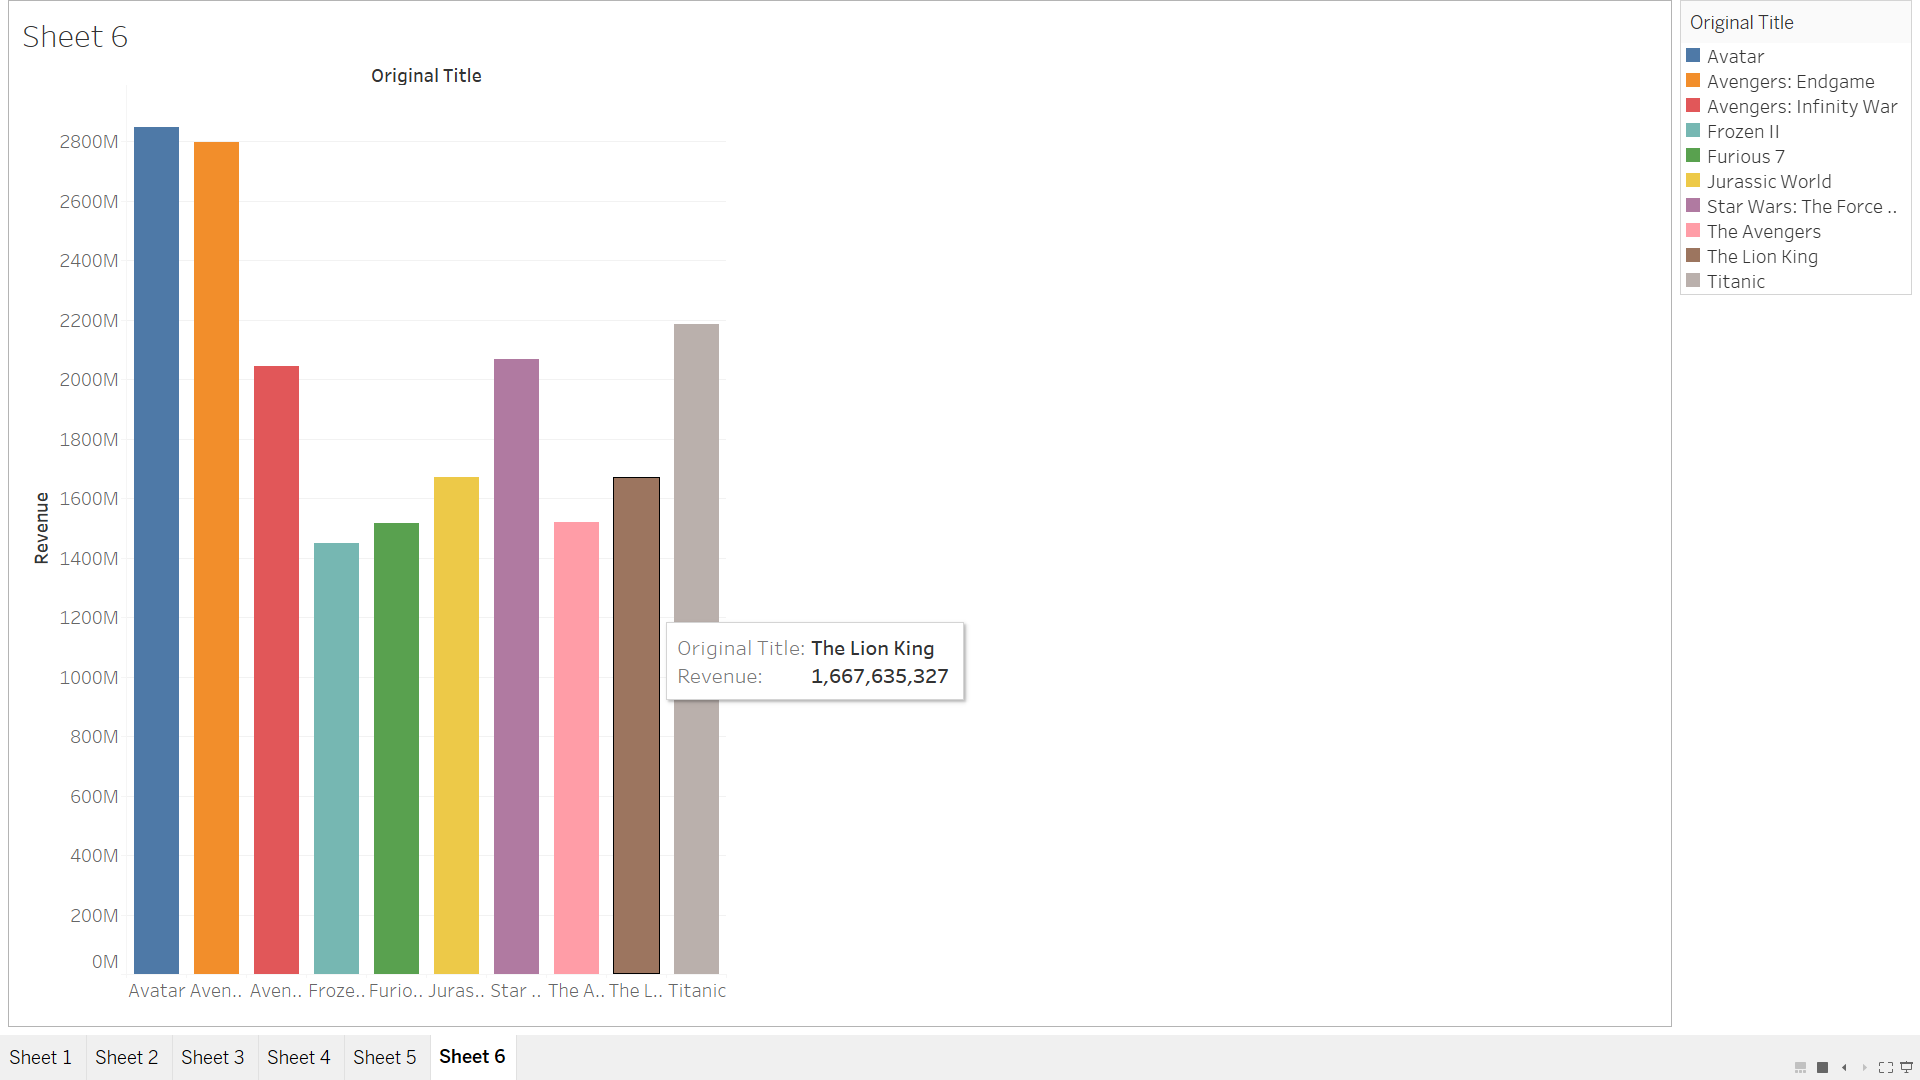 Sheet 6
Original Title
2800M
2600M
2400M
2200M
2000M
1800M
1600M
1400M
1200M
1000M
800M
600M
400M
200M
0M
Revenue
Avatar Aven.. Aven.. Froze.. Furio.. Juras.. Star .. The A.. The L.. Titanic
Original Title: The Lion King
Revenue: 1,667,635,327
Original Title
Avatar
Avengers: Endgame
Avengers: Infinity War
Frozen II
Furious 7
Jurassic World
Star Wars: The Force ..
The Avengers
The Lion King
Titanic
Sheet 1 Sheet 2 Sheet 3 Sheet 4 Sheet 5 Sheet 6